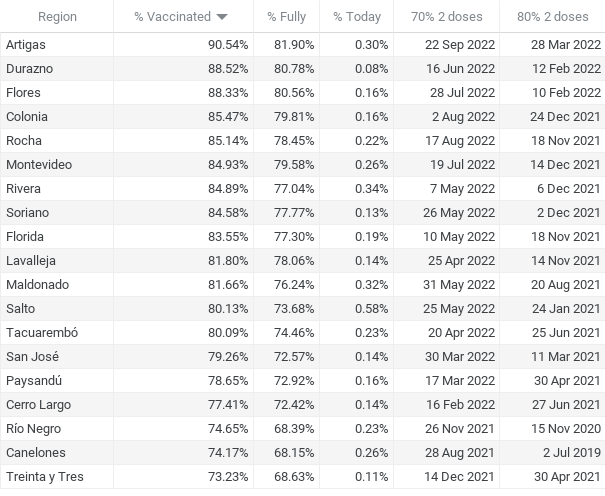 Region % Vaccinated % Fully % Today 70% 2 doses 80% 2 doses
Artigas 90.54% 81.90% 0.30% 22 Sep 2022 28 Mar 2022
Durazno 88.52% 80.78% 0.08% 16 Jun 2022 12 Feb 2022
Flores 88.33% 80.56% 0.16% 28 Jul 2022 10 Feb 2022
Colonia 85.47% 79.81% 0.16% 2 Aug 2022 24 Dec 2021
Rocha 85.14% 78.45% 0.22% 17 Aug 2022 18 Nov 2021
Montevideo 84.93% 79.58% 0.26% 19 Jul 2022 14 Dec 2021
Rivera 84.89% 77.04% 0.34% 7 May 2022 6 Dec 2021
Soriano 84.58% 77.77% 0.13% 26 May 2022 2 Dec 2021
Florida 83.55% 77.30% 0.19% 10 May 2022 18 Nov 2021
Lavalleja 81.80% 78.06% 0.14% 25 Apr 2022 14 Nov 2021
Maldonado 81.66% 76.24% 0.32% 31 May 2022 20 Aug 2021
Salto 80.13% 73.68% 0.58% 25 May 2022 24 Jan 2021
Tacuarembó 80.09% 74.46% 0.23% 20 Apr 2022 25 Jun 2021
San José 79.26% 72.57% 0.14% 30 Mar 2022 11 Mar 2021
Paysandú 78.65% 72.92% 0.16% 17 Mar 2022 30 Apr 2021
Cerro Largo 77.41% 72.42% 0.14% 16 Feb 2022 27 Jun 2021
Río Negro 74.65% 68.39% 0.23% 26 Nov 2021 15 Nov 2020
Canelones 74.17% 68.15% 0.26% 28 Aug 2021 2 Jul 2019
Treinta y Tres 73.23% 68.63% 0.11% 14 Dec 2021 30 Apr 2021